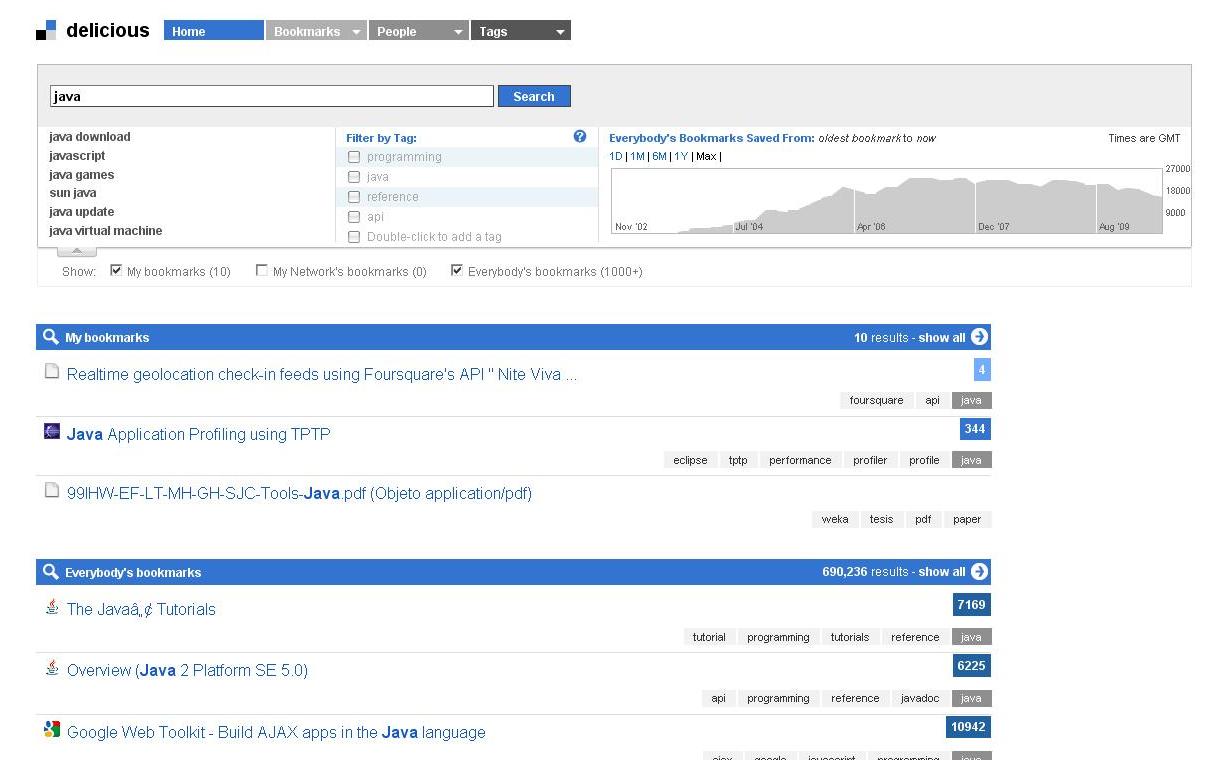 delicious Home Bookmarks People Tags
java Search
java download
javascript
java games
sun java
java update
java virtual machine
Filter by Tag: ?
programming
java
reference
api
Double-click to add a tag
Everybody's Bookmarks Saved From: oldest bookmark to now Times are GMT
1D | 1M | 6M | 1Y | Max |
27000
18000
9000
Nov '02 Jul '04 Apr '06 Dec '07 Aug '09
Show: My bookmarks (10) My Network's bookmarks (0) Everybody's bookmarks (1000+)
My bookmarks 10 results - show all
Realtime geolocation check-in feeds using Foursquare's API " Nite Viva ... 4
foursquare api java
Java Application Profiling using TPTP 344
eclipse tptp performance profiler profile java
99IHW-EF-LT-MH-GH-SJC-Tools-Java.pdf (Objeto application/pdf)
weka tesis pdf paper
Everybody's bookmarks 690,236 results - show all
The Javaâ„¢ Tutorials 7169
tutorial programming tutorials reference java
Overview (Java 2 Platform SE 5.0) 6225
api programming reference javadoc java
Google Web Toolkit - Build AJAX apps in the Java language 10942
ajax google javascript programming java